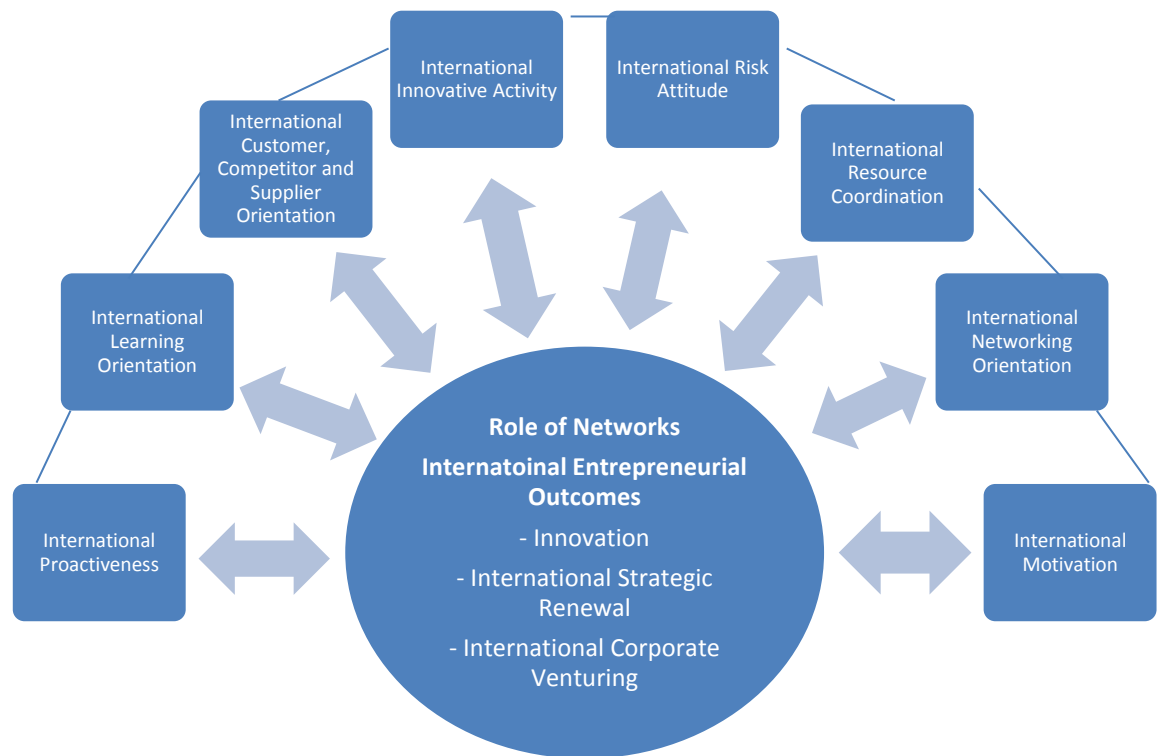 International
Innovative Activity
International Risk
Attitude
International
Customer,
Competitor and
Supplier
Orientation
International
Resource
Coordination
International
Learning
Orientation
International
Networking
Orientation
International
Proactiveness
International
Motivation
Role of Networks
Internatoinal Entrepreneurial
Outcomes
- Innovation
- International Strategic
Renewal
- International Corporate
Venturing